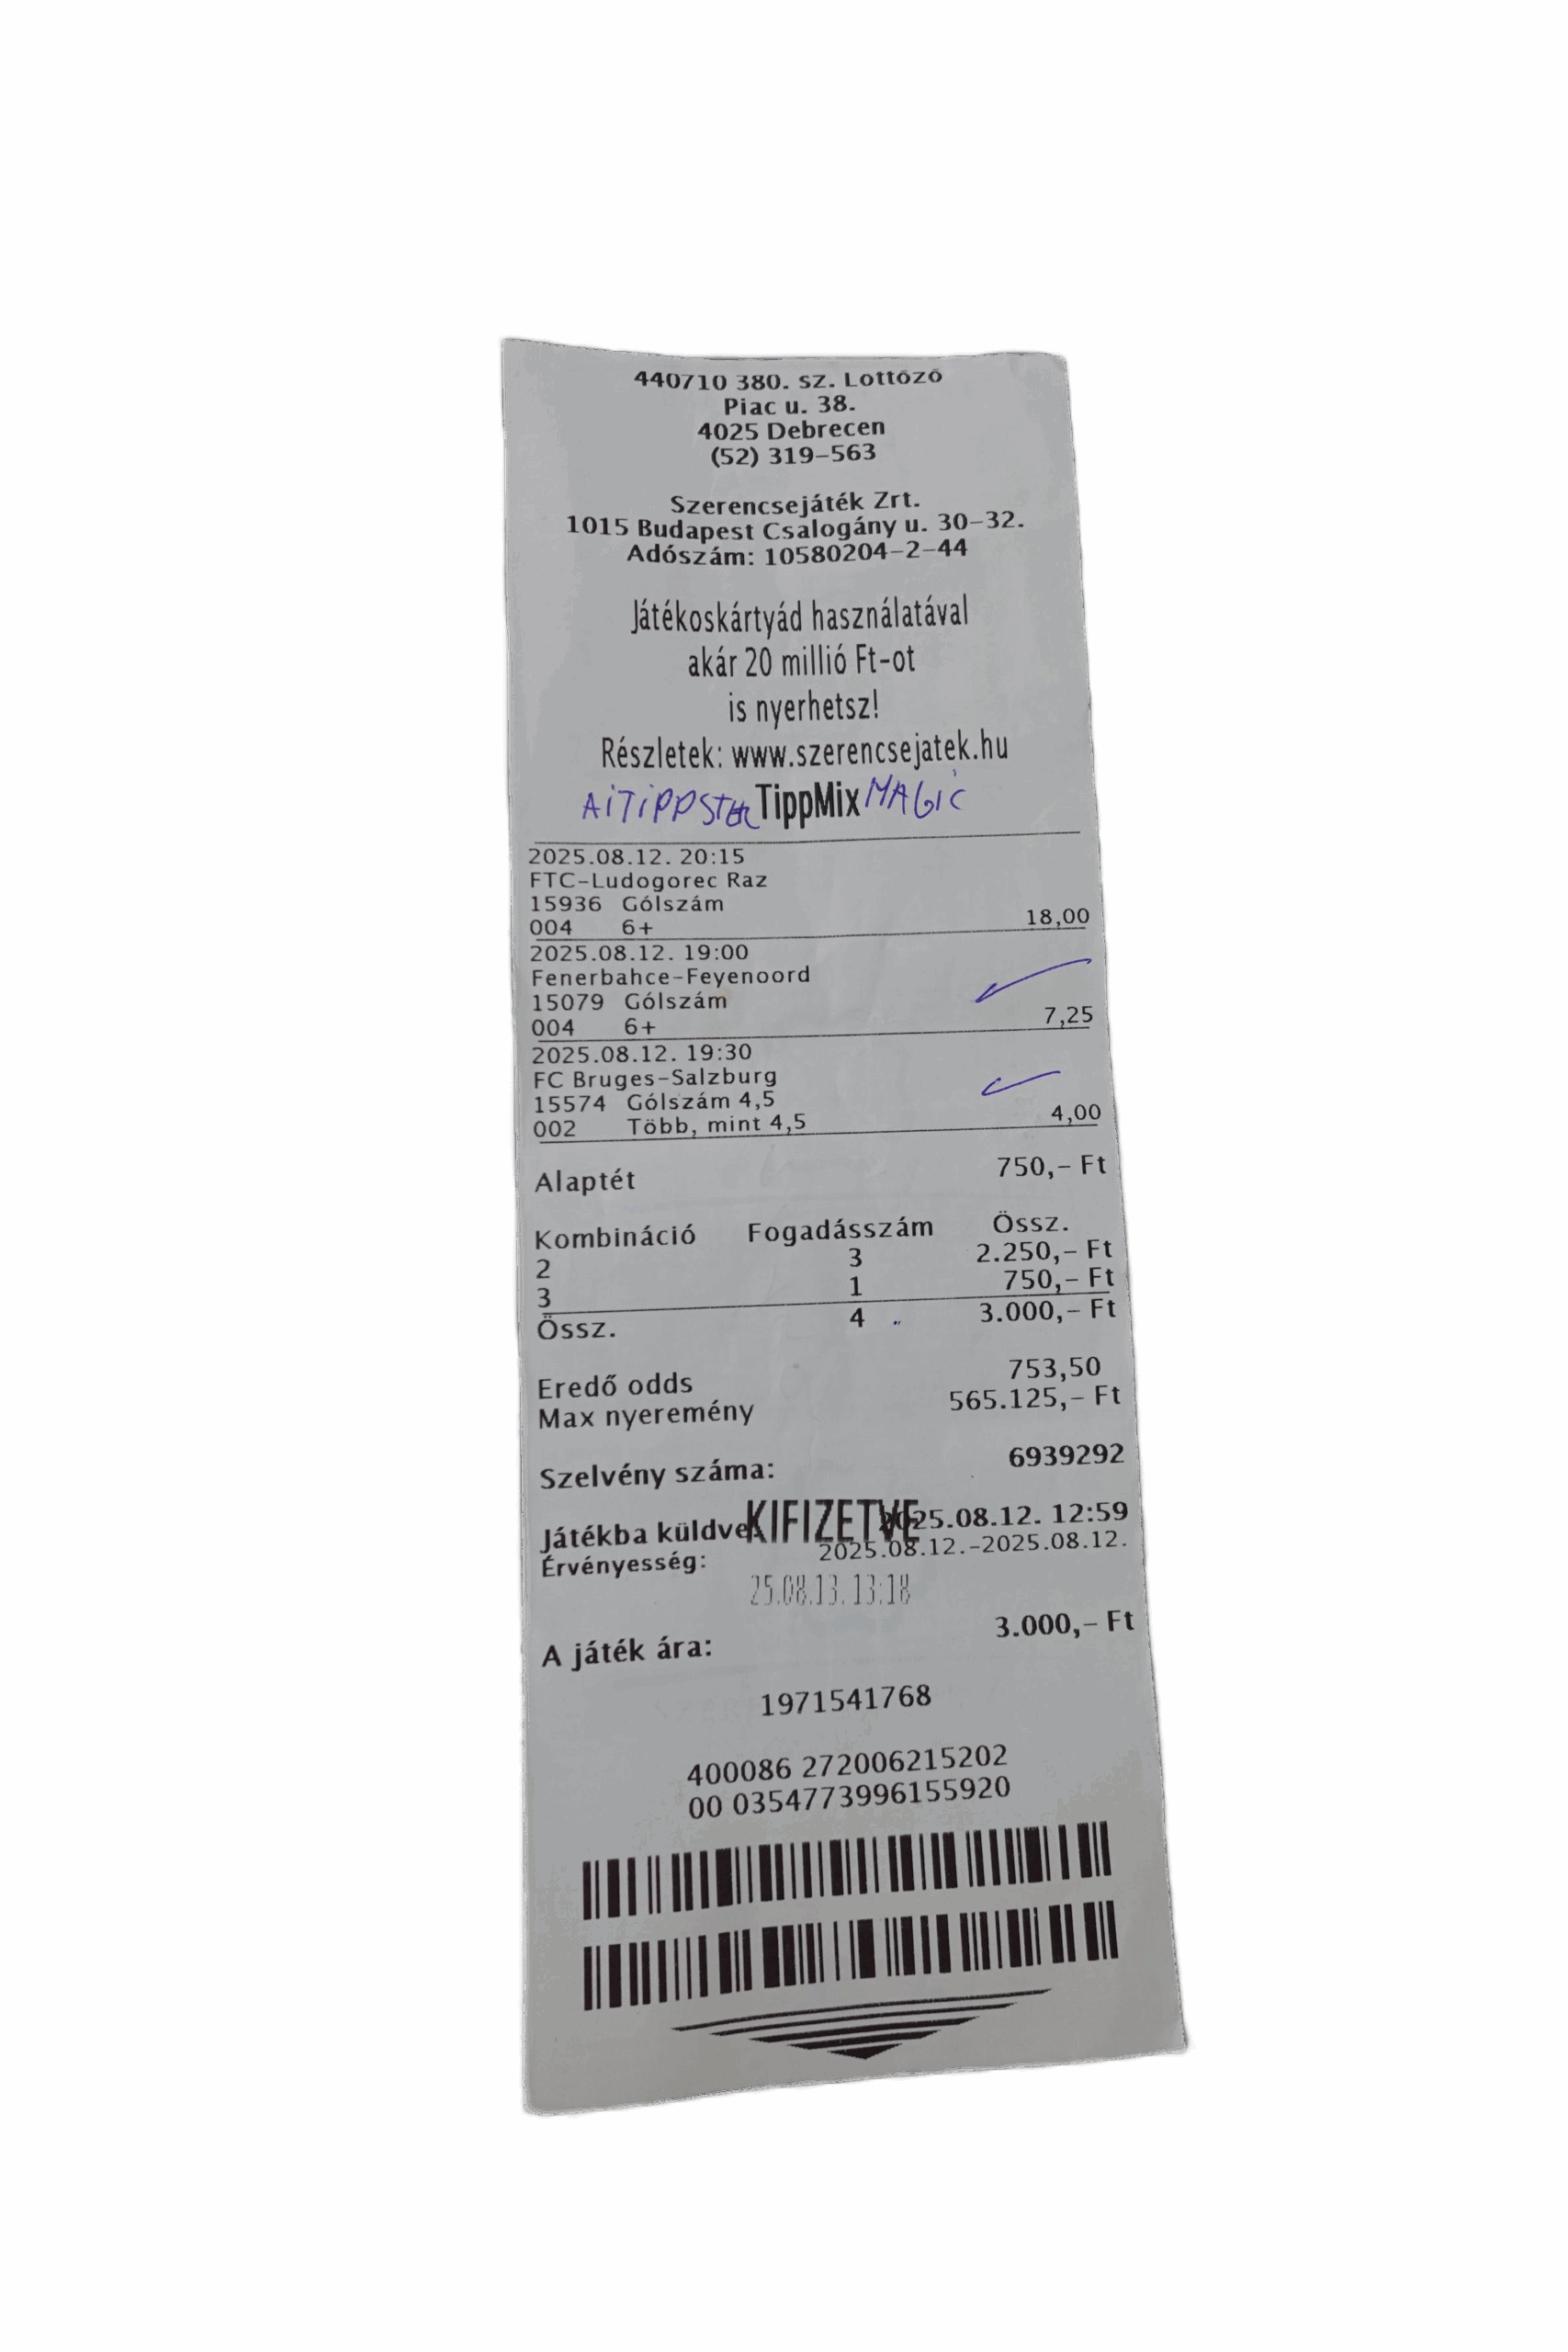 440710 380. sz. Lottózó
Piac u. 38.
4025 Debrecen
(52) 319-563
Szerencsejáték Zrt.
1015 Budapest Csalogány u. 30-32.
Adószám: 10580204-2-44
Játékoskártyád használatával
akár 20 millió Ft-ot
is nyerhetsz!
Részletek: www.szerencsejatek.hu
AiTiPPSTER TippMix MAGIC
2025.08.12. 20:15
FTC-Ludogorec Raz
15936 Gólszám
004 6+ 18,00
2025.08.12. 19:00
Fenerbahce-Feyenoord
15079 Gólszám
004 6+ 7,25
2025.08.12. 19:30
FC Bruges-Salzburg
15574 Gólszám 4,5
002 Több, mint 4,5 4,00
Alaptét 750,- Ft
Kombináció Fogadásszám Össz.
2 3 2.250,- Ft
3 1 750,- Ft
Össz. 4 3.000,- Ft
Eredő odds 753,50
Max nyeremény 565.125,- Ft
Szelvény száma: 6939292
Játékba küldve: KIFIZETVE 2025.08.12. 12:59
Érvényesség: 2025.08.12.-2025.08.12.
25.08.13. 13:18
A játék ára: 3.000,- Ft
1971541768
400086 272006215202
00 0354773996155920